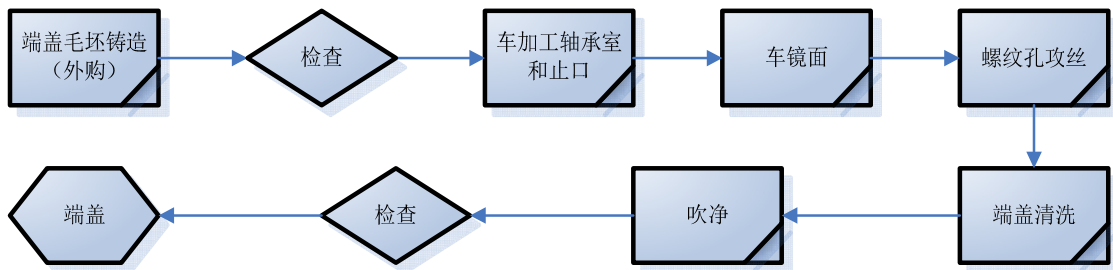 端盖毛坯铸造
（外购）
检查
车加工轴承室
和止口
车镜面
螺纹孔攻丝
端盖清洗
吹净
检查
端盖